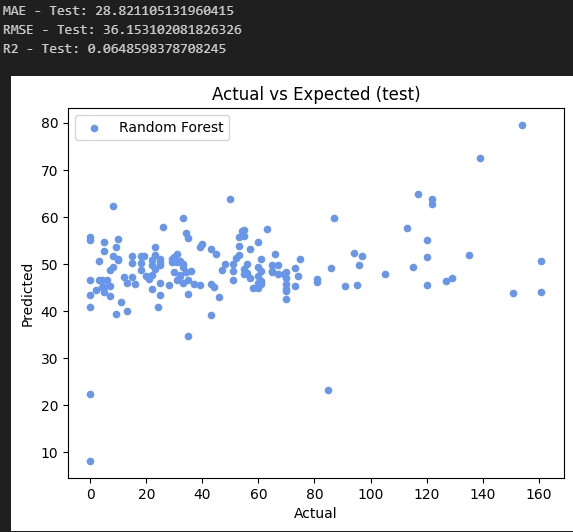 MAE - Test: 28.821105131960415
RMSE - Test: 36.153102081826326
R2 - Test: 0.0648598378708245
Actual vs Expected (test)
Random Forest
80
70
60
50
40
30
20
10
Predicted
0 20 40 60 80 100 120 140 160
Actual